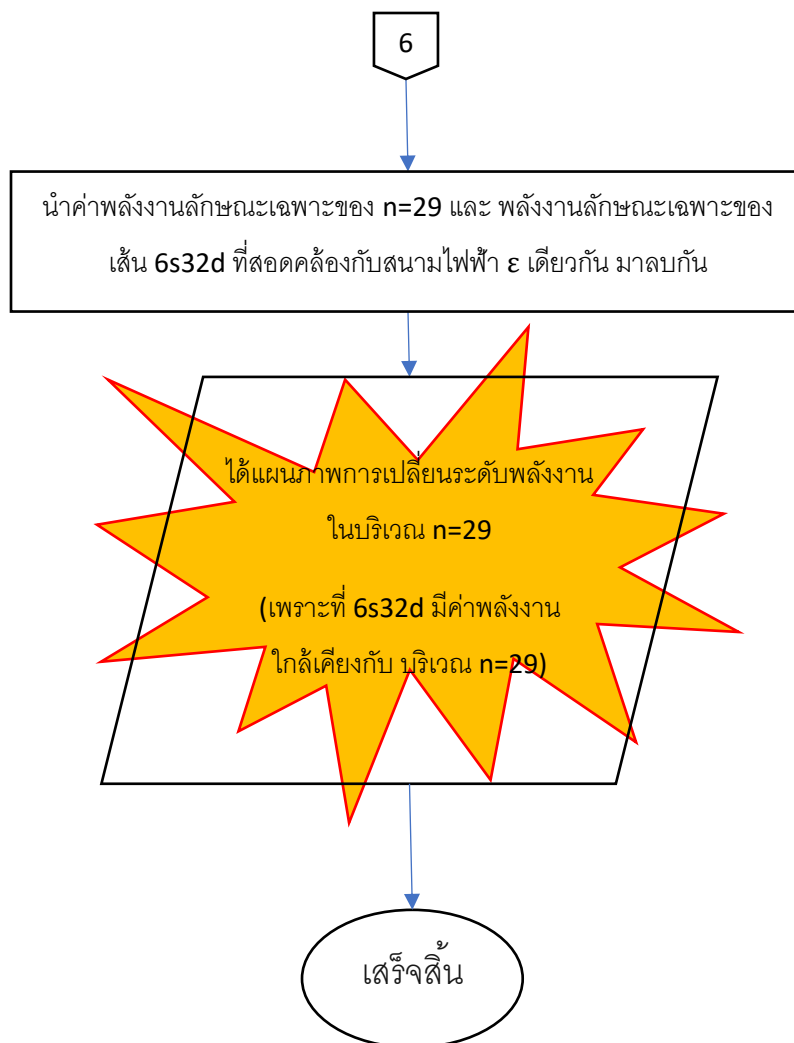 6
นำค่าพลังงานลักษณะเฉพาะของ n=29 และ พลังงานลักษณะเฉพาะของ
เส้น 6s32d ที่สอดคล้องกับสนามไฟฟ้า ε เดียวกัน มาลบกัน
ได้แผนภาพการเปลี่ยนระดับพลังงาน
ในบริเวณ n=29
(เพราะที่ 6s32d มีค่าพลังงาน
ใกล้เคียงกับ บริเวณ n=29)
เสร็จสิ้น